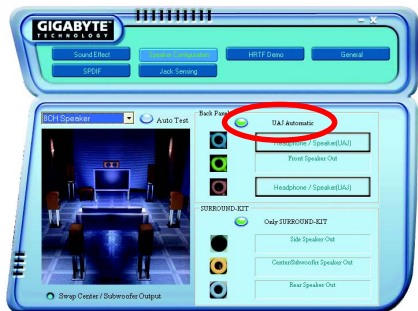 GIGABYTE™
TECHNOLOGY
- X
Sound Effect
Speaker Configuration
HRTF Demo
General
SPDIF
Jack Sensing
8CH Speaker
Auto Test
Back Panel
UAJ Automatic
Headphone / Speaker(UAJ)
Front Speaker Out
Headphone / Speaker(UAJ)
SURROUND-KIT
Only SURROUND-KIT
Side Speaker Out
Center/Subwoofer Speaker Out
Rear Speaker Out
Swap Center / Subwoofer Output